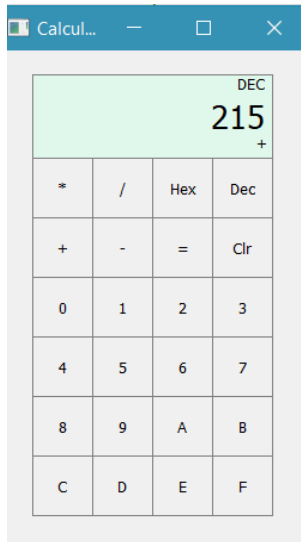 Calcul...
DEC
215
+
* / Hex Dec
+ - = Clr
0 1 2 3
4 5 6 7
8 9 A B
C D E F